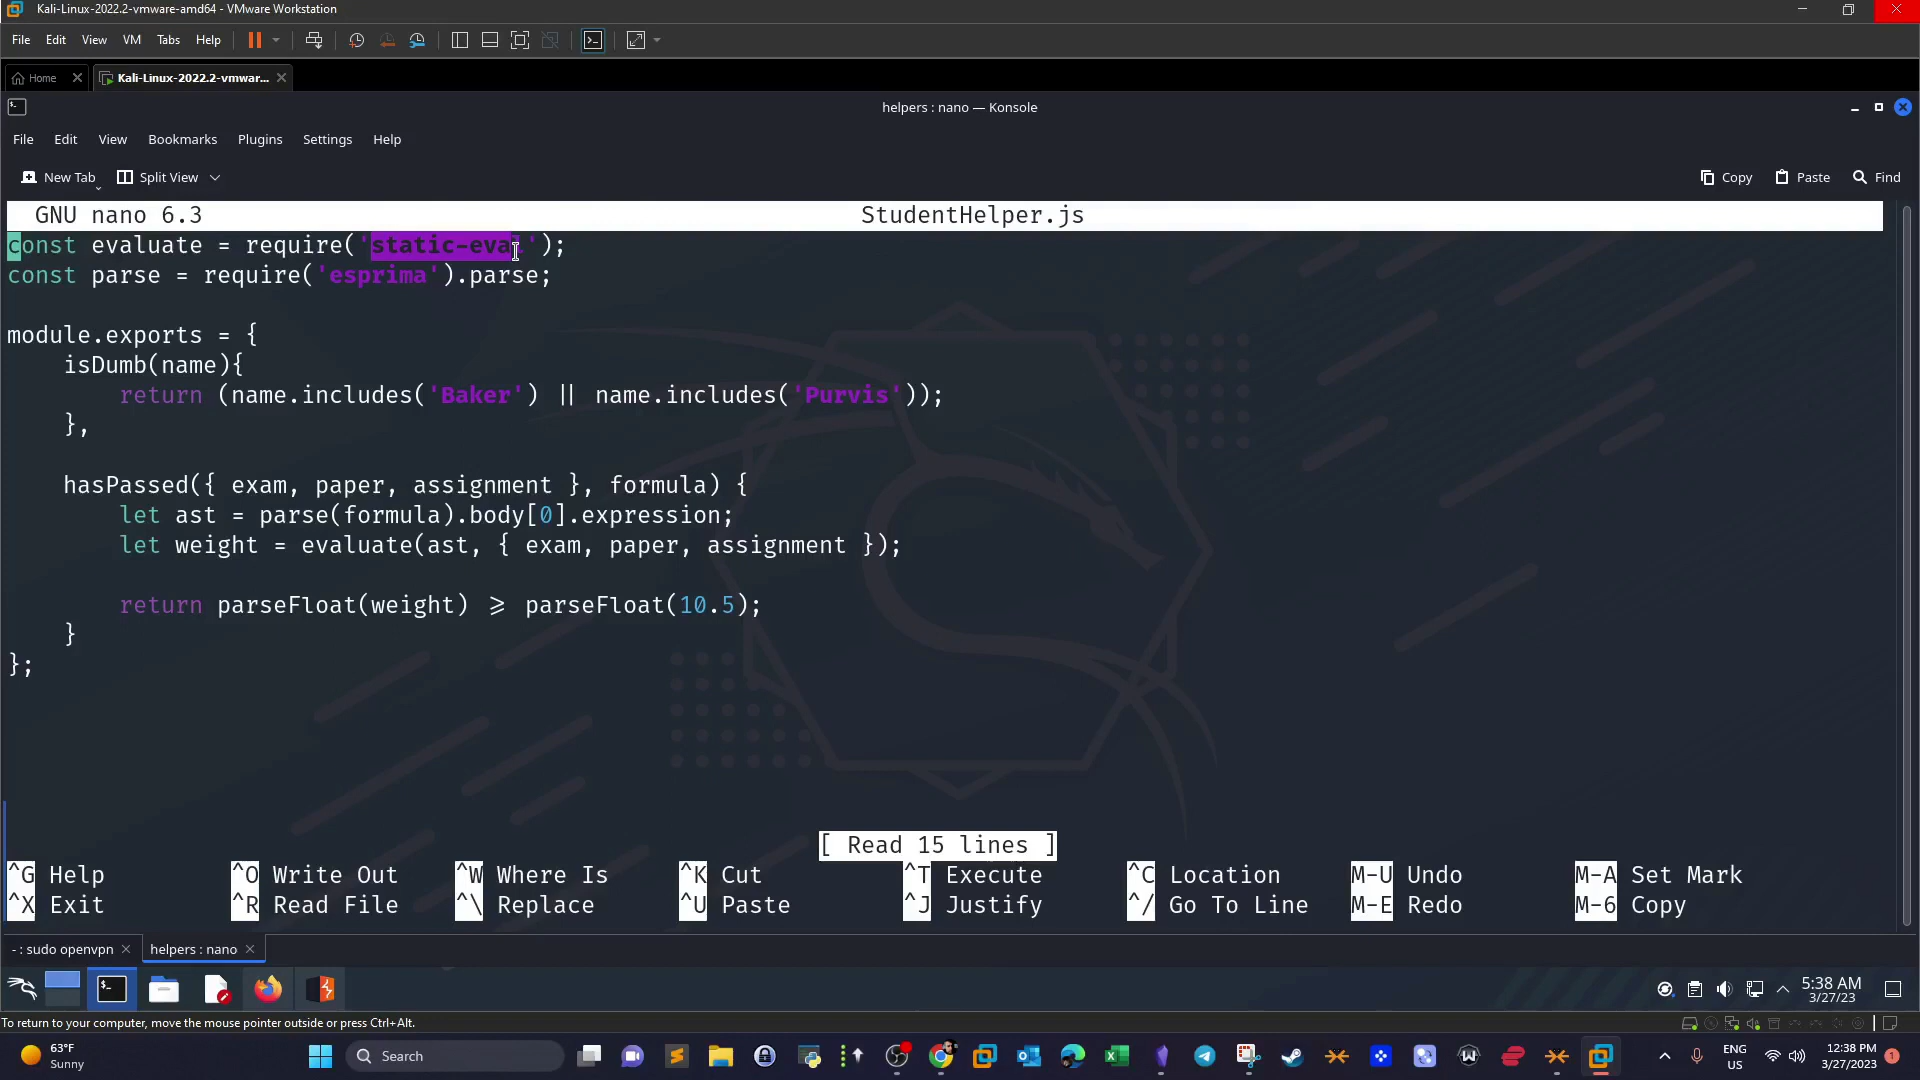 Kali-Linux-2022.2-vmware-amd64 - VMware Workstation
File Edit View VM Tabs Help
Home Kali-Linux-2022.2-vmwar...
helpers : nano — Konsole
File Edit View Bookmarks Plugins Settings Help
New Tab Split View Copy Paste Find
GNU nano 6.3 StudentHelper.js
const evaluate = require('static-eval');
const parse = require('esprima').parse;
module.exports = {
isDumb(name){
return (name.includes('Baker') || name.includes('Purvis'));
},
hasPassed({ exam, paper, assignment }, formula) {
let ast = parse(formula).body[0].expression;
let weight = evaluate(ast, { exam, paper, assignment });
return parseFloat(weight) >= parseFloat(10.5);
}
};
[ Read 15 lines ]
^G Help ^O Write Out ^W Where Is ^K Cut ^T Execute ^C Location M-U Undo M-A Set Mark
^X Exit ^R Read File ^\ Replace ^U Paste ^J Justify ^/ Go To Line M-E Redo M-6 Copy
- : sudo openvpn helpers : nano
5:38 AM
3/27/23
To return to your computer, move the mouse pointer outside or press Ctrl+Alt.
63°F
Sunny
Search
ENG
US
12:38 PM
3/27/2023
1